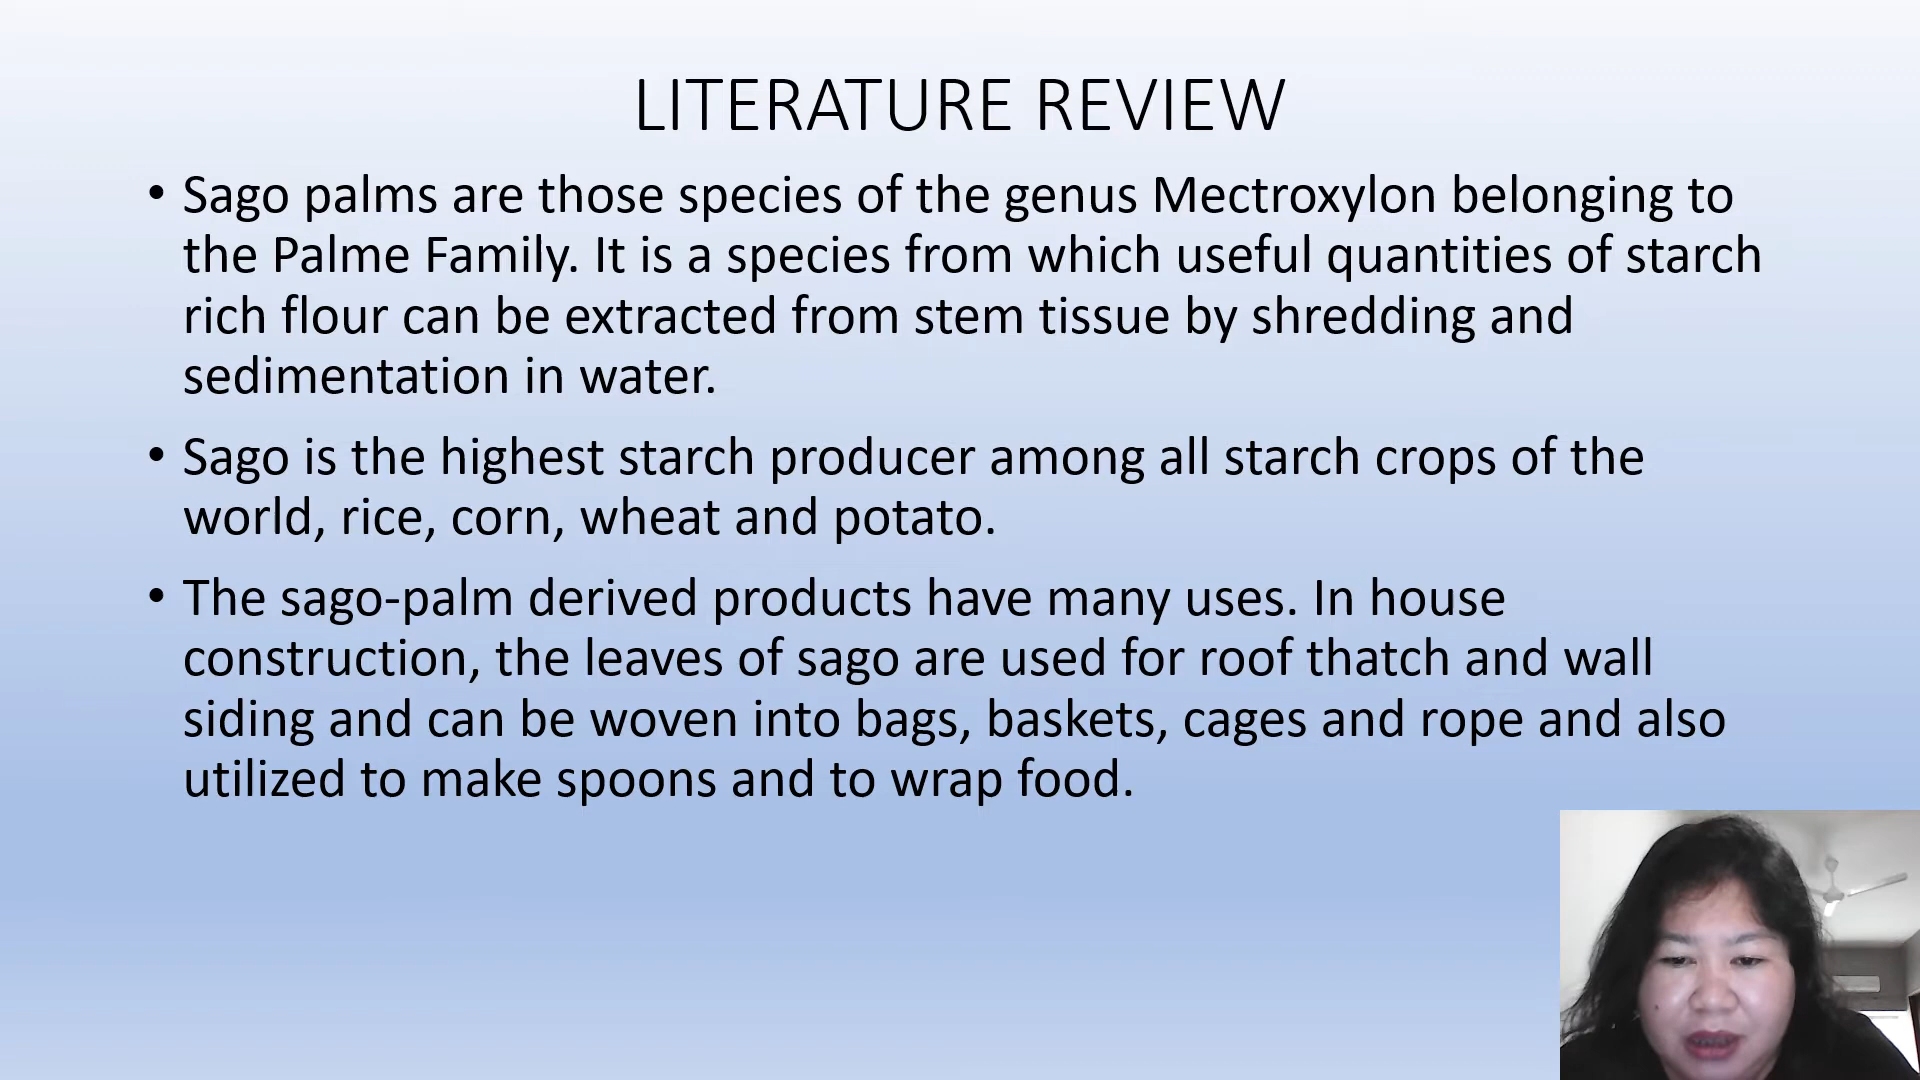 LITERATURE REVIEW
• Sago palms are those species of the genus Mectroxylon belonging to
the Palme Family. It is a species from which useful quantities of starch
rich flour can be extracted from stem tissue by shredding and
sedimentation in water.
• Sago is the highest starch producer among all starch crops of the
world, rice, corn, wheat and potato.
• The sago-palm derived products have many uses. In house
construction, the leaves of sago are used for roof thatch and wall
siding and can be woven into bags, baskets, cages and rope and also
utilized to make spoons and to wrap food.